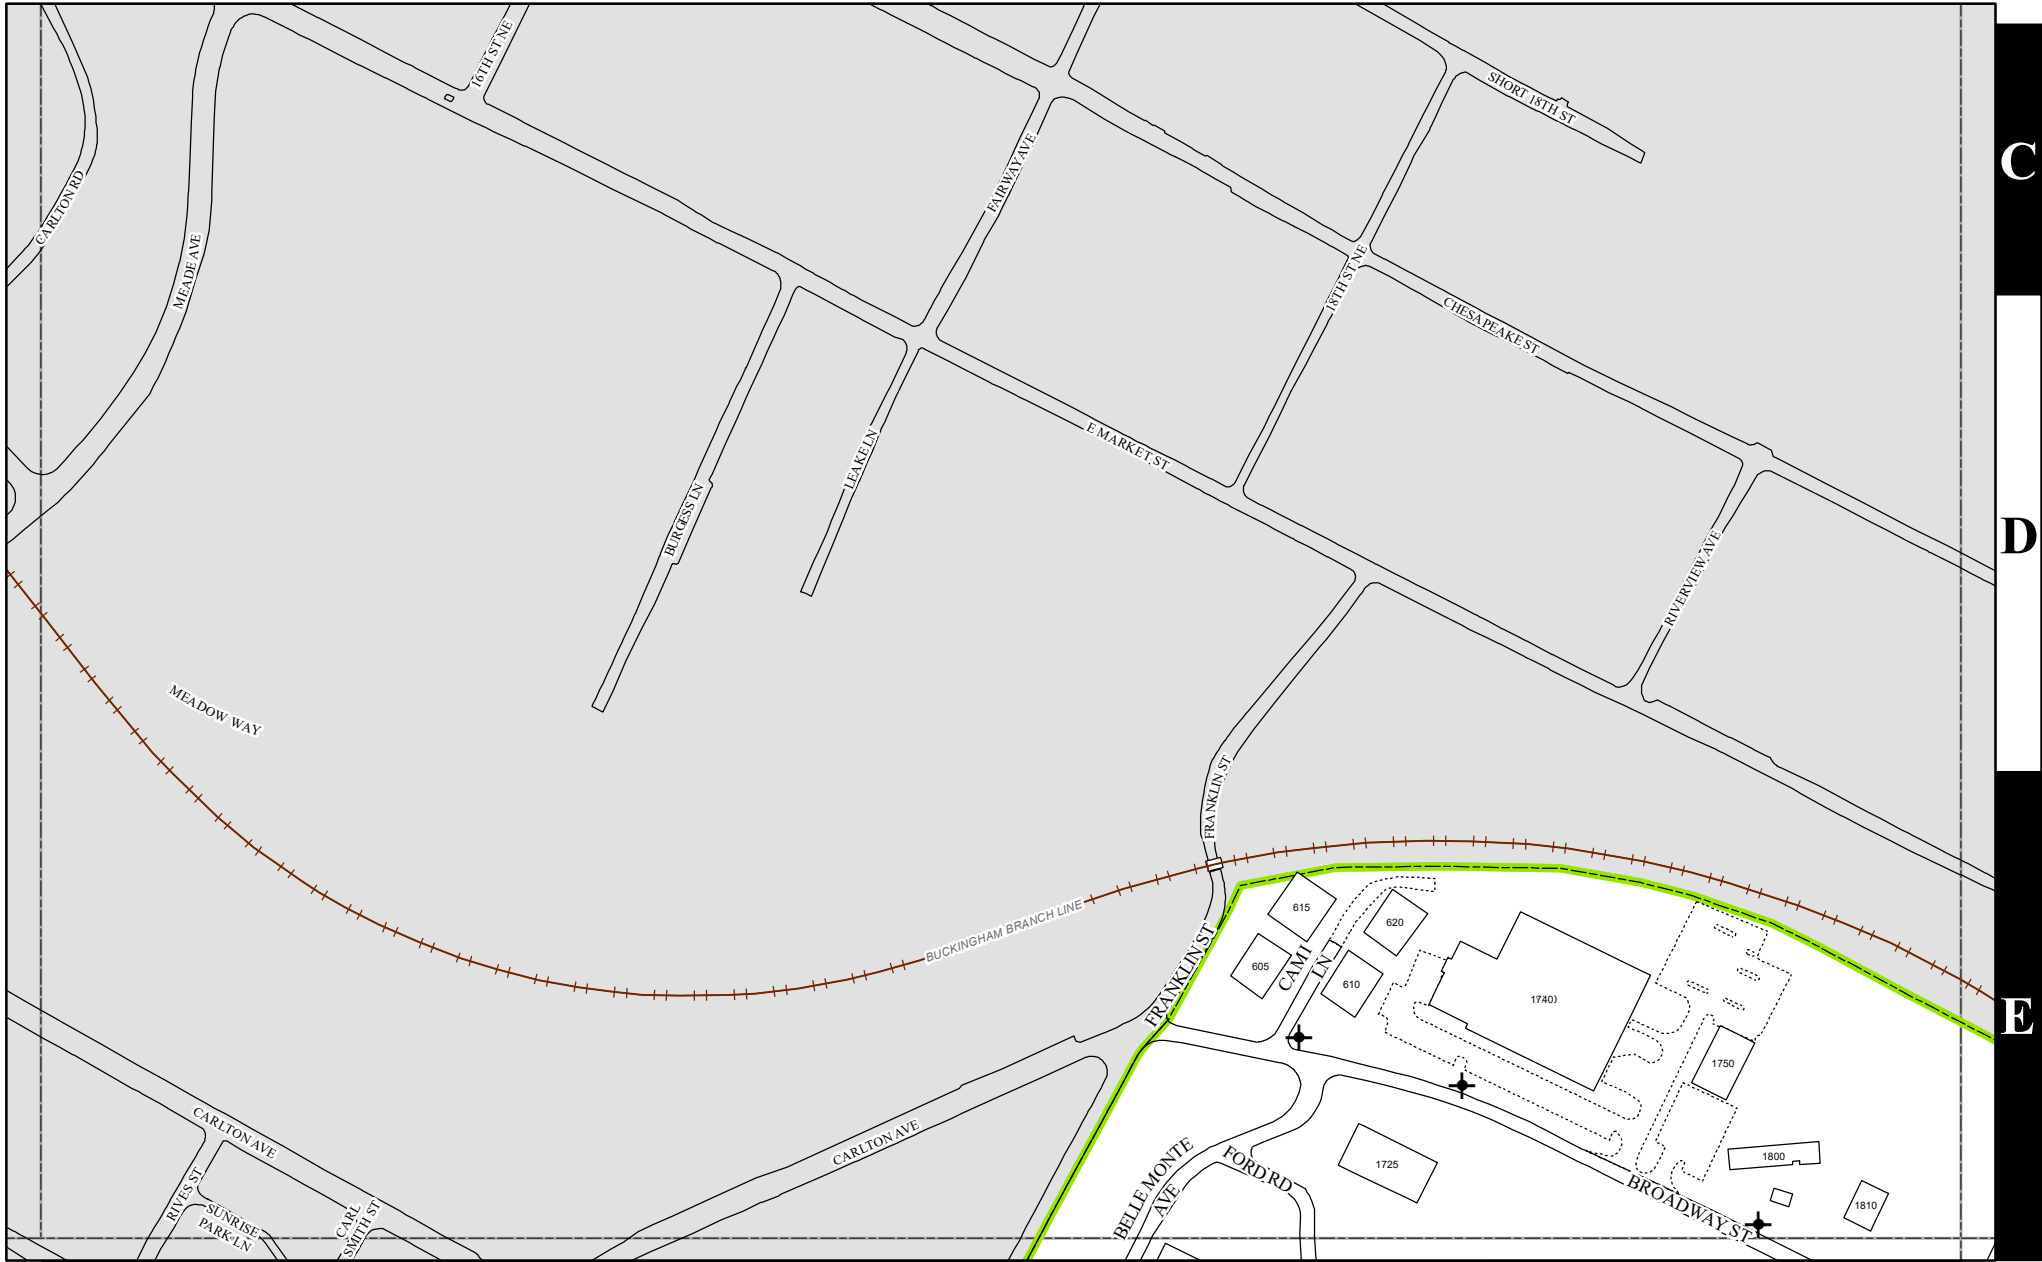 16TH ST NE
SHORT 18TH ST
C
FAIRWAY AVE
CARLTON RD
MEADE AVE
18TH ST NE
CHESAPEAKE ST
E MARKET ST
LEAKE LN
BURGESS LN
D
RIVERVIEW AVE
MEADOW WAY
FRANKLIN ST
BUCKINGHAM BRANCH LINE
FRANKLIN ST
615
620
605
CAMI
LN
610
1740
E
1750
CARLTON AVE
CARLTON AVE
BELLE MONTE
AVE
FORD RD
1725
1800
1810
BROADWAY ST
RIVES ST
SUNRISE
PARK LN
CARL
SMITH ST